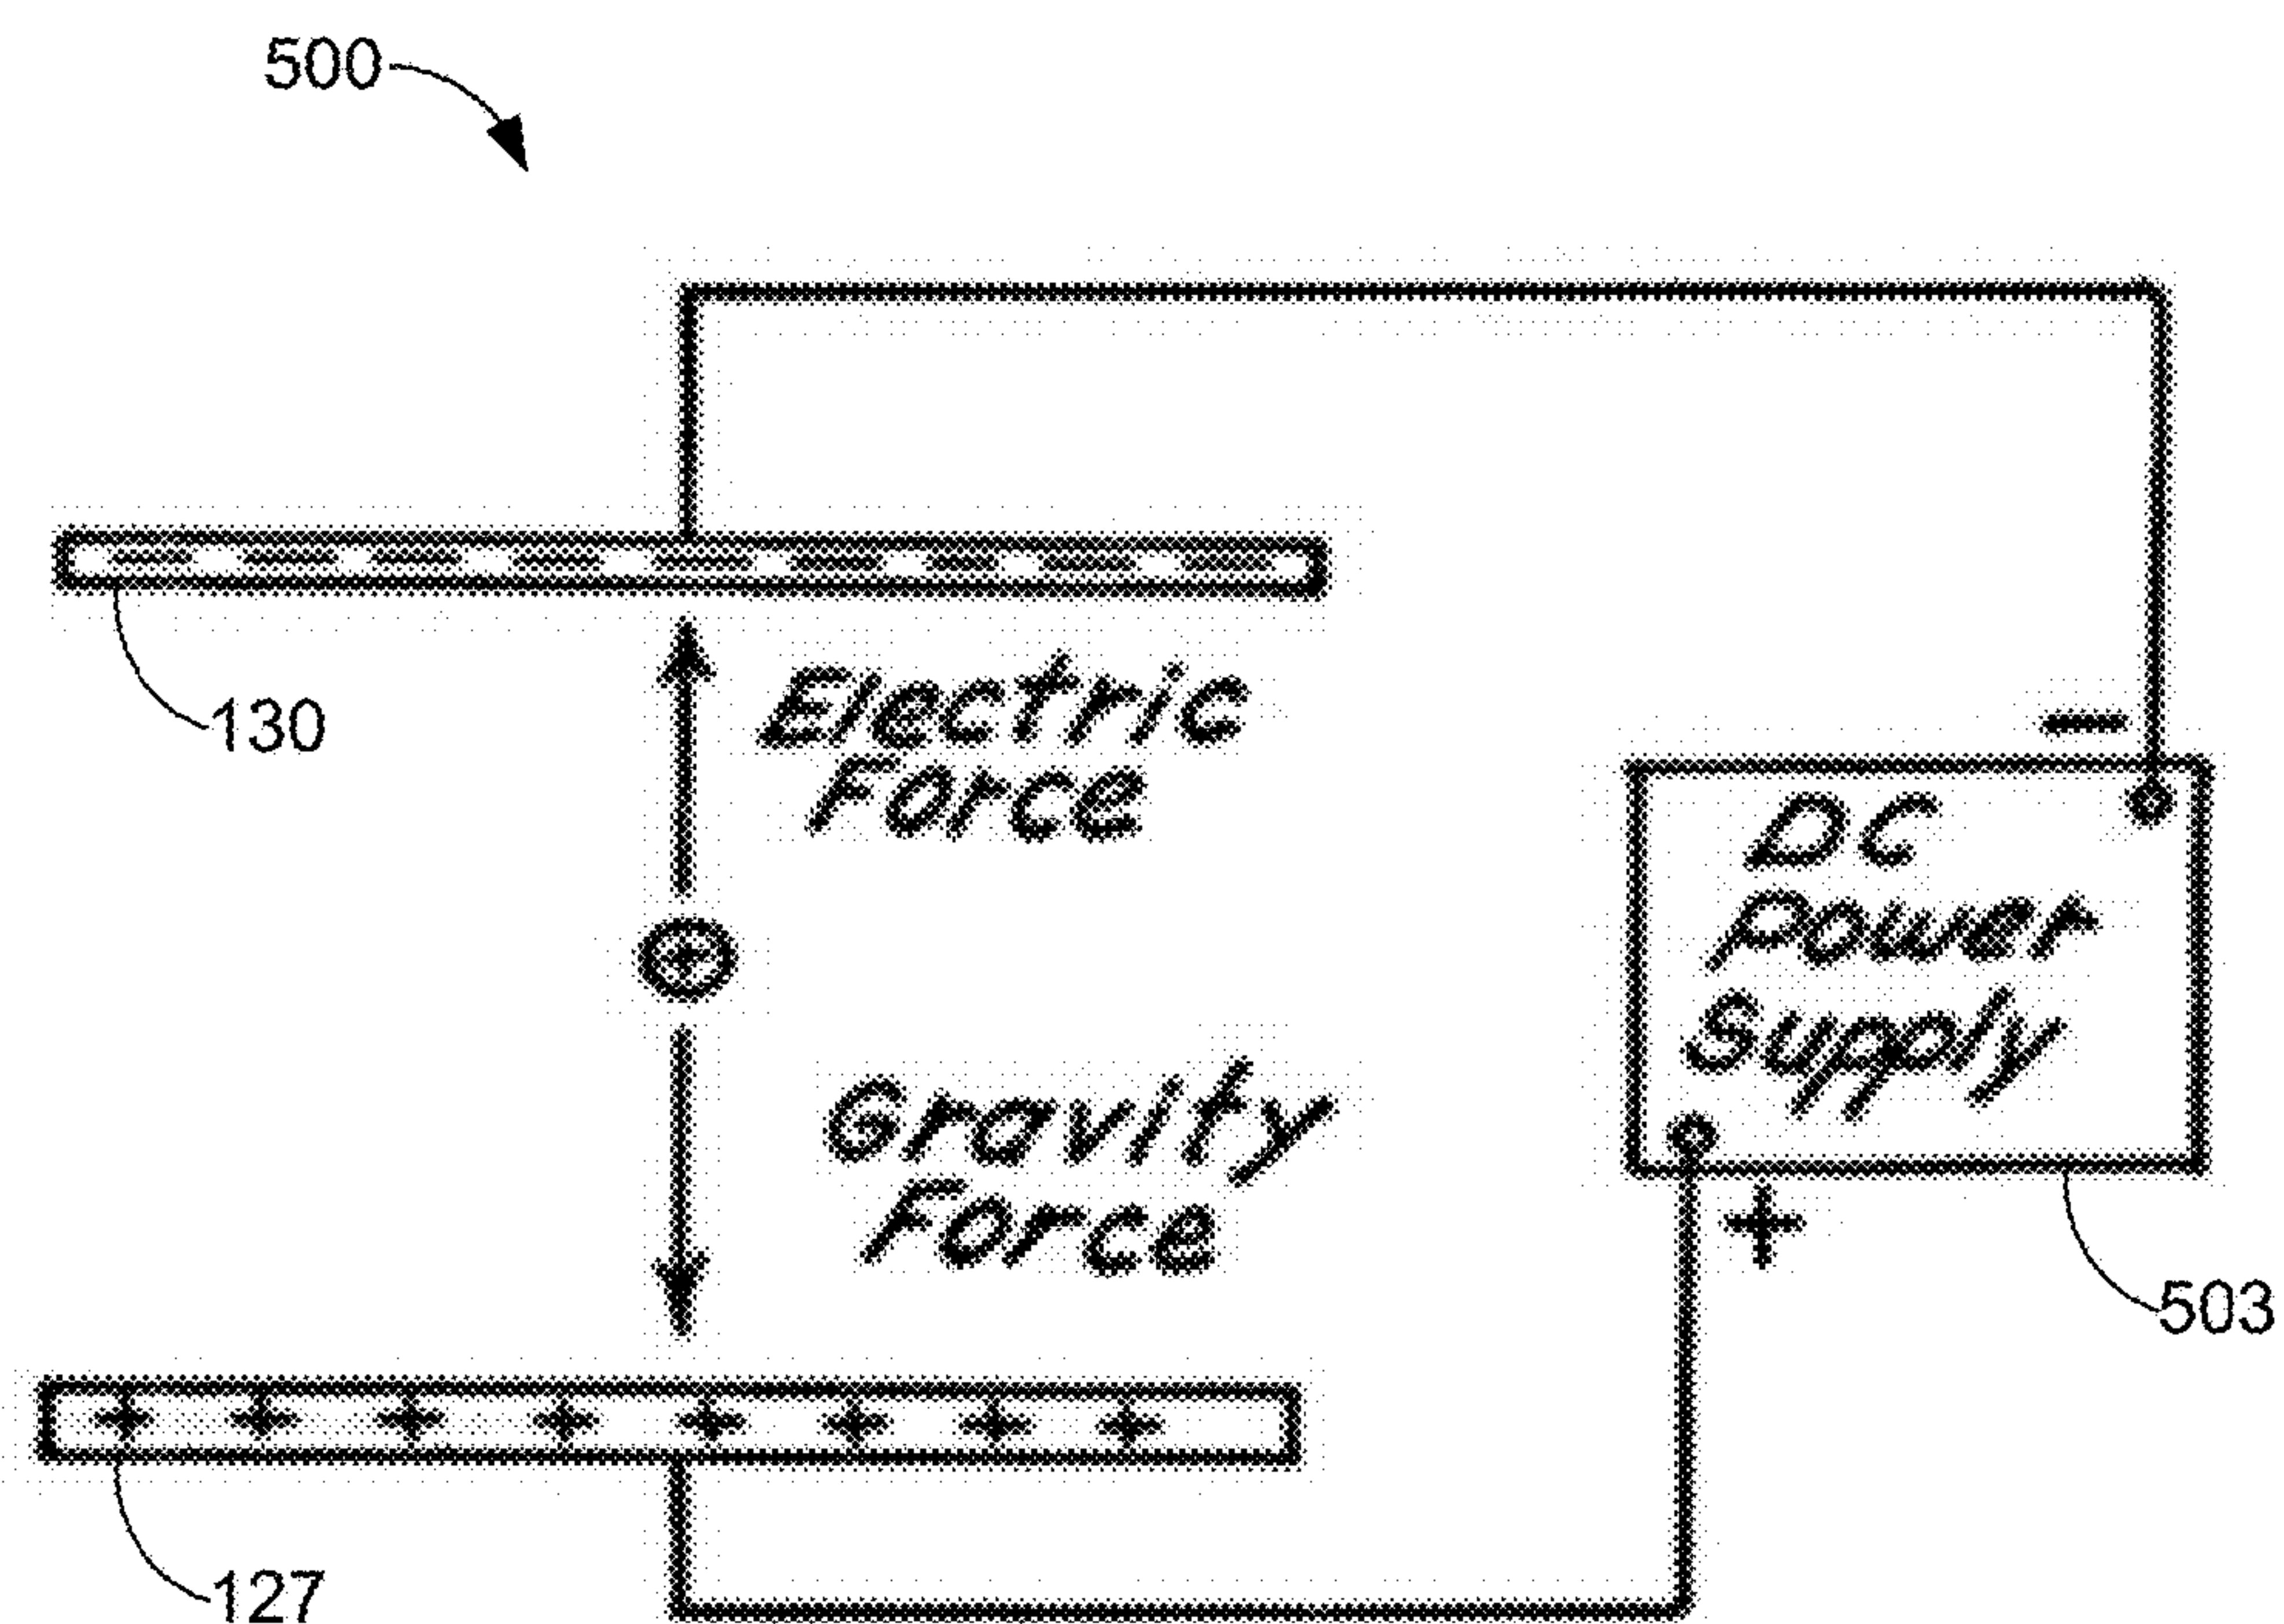 500
130
Electric
Force
−
DC
Power
Supply
+
Gravity
Force
+
503
− − − − − − − − −
+ + + + + + + +
127